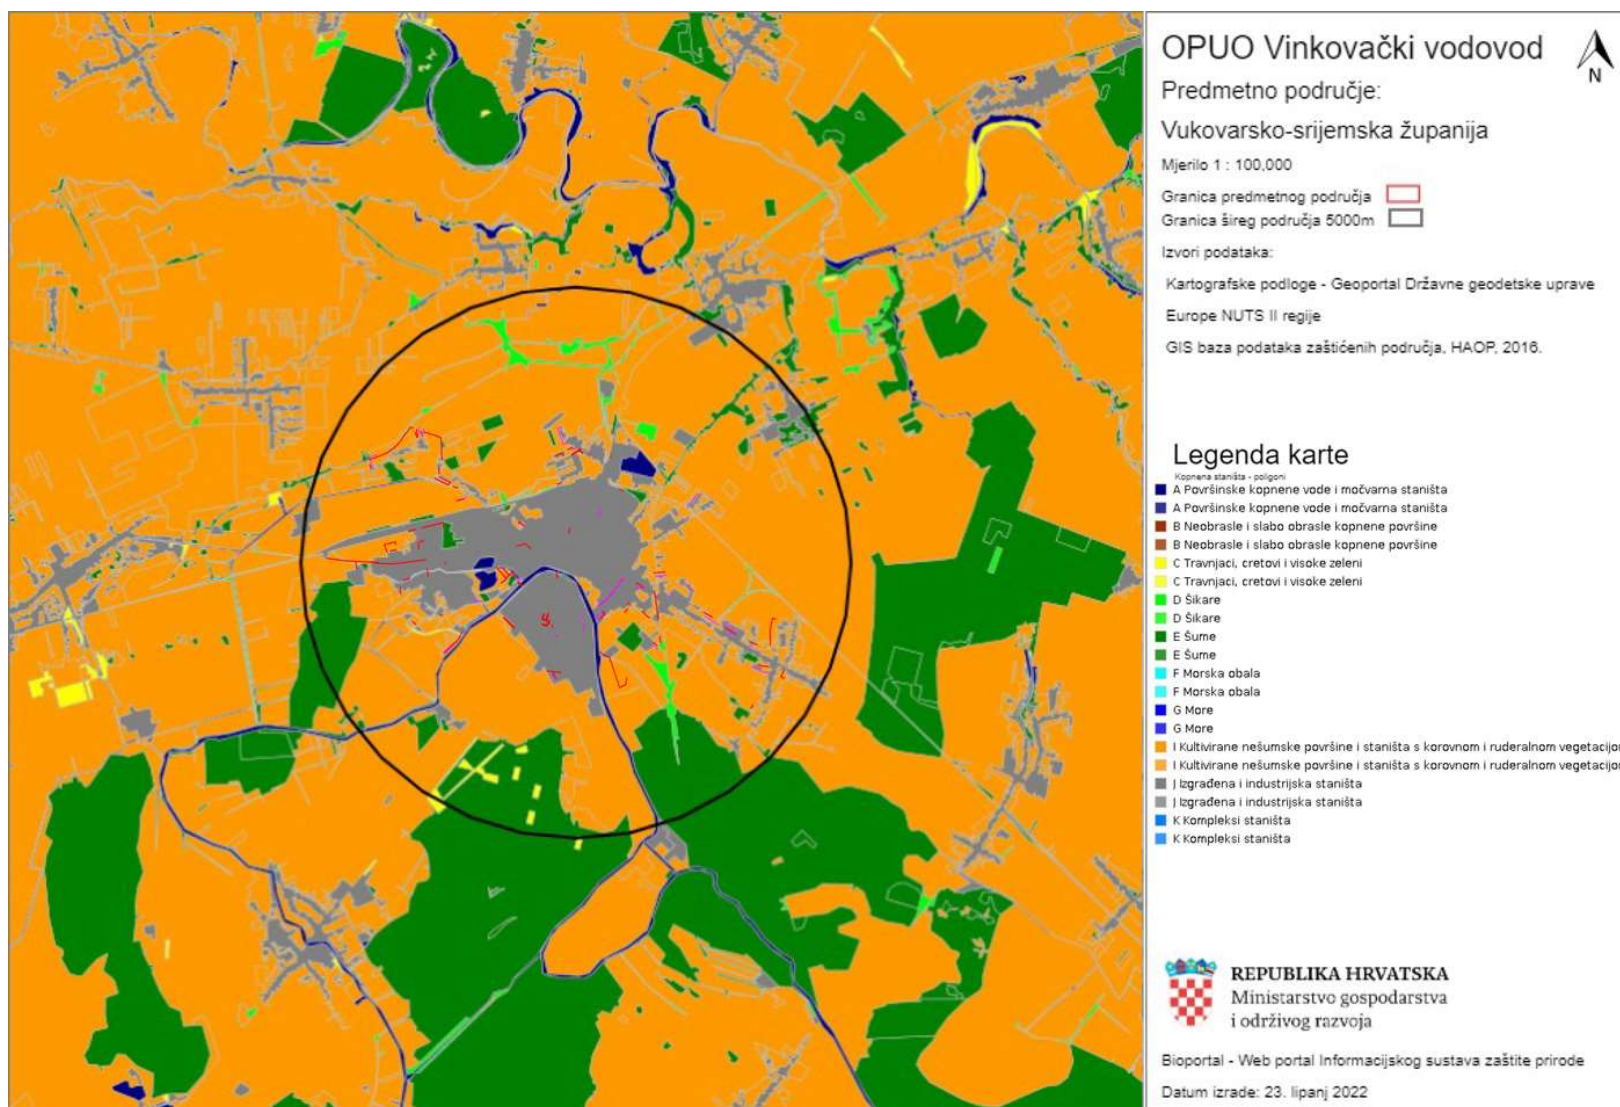 OPUO Vinkovački vodovod
N
Predmetno područje:
Vukovarsko-srijemska županija
Mjerilo 1 : 100,000
Granica predmetnog područja
Granica šireg područja 5000m
Izvori podataka:
Kartografske podloge - Geoportal Državne geodetske uprave
Europe NUTS II regije
GIS baza podataka zaštićenih područja, HAOP, 2016.
Legenda karte
Kopnena staništa - poligoni
A Površinske kopnene vode i močvarna staništa
A Površinske kopnene vode i močvarna staništa
B Neobrasle i slabo obrasle kopnene površine
B Neobrasle i slabo obrasle kopnene površine
C Travnjaci, cretovi i visoke zeleni
C Travnjaci, cretovi i visoke zeleni
D Šikare
D Šikare
E Šume
E Šume
F Morska obala
F Morska obala
G More
G More
I Kultivirane nešumske površine i staništa s korovnom i ruderalnom vegetacijo
I Kultivirane nešumske površine i staništa s korovnom i ruderalnom vegetacijo
J Izgrađena i industrijska staništa
J Izgrađena i industrijska staništa
K Kompleksi staništa
K Kompleksi staništa
REPUBLIKA HRVATSKA
Ministarstvo gospodarstva
i održivog razvoja
Bioportal - Web portal Informacijskog sustava zaštite prirode
Datum izrade: 23. lipanj 2022